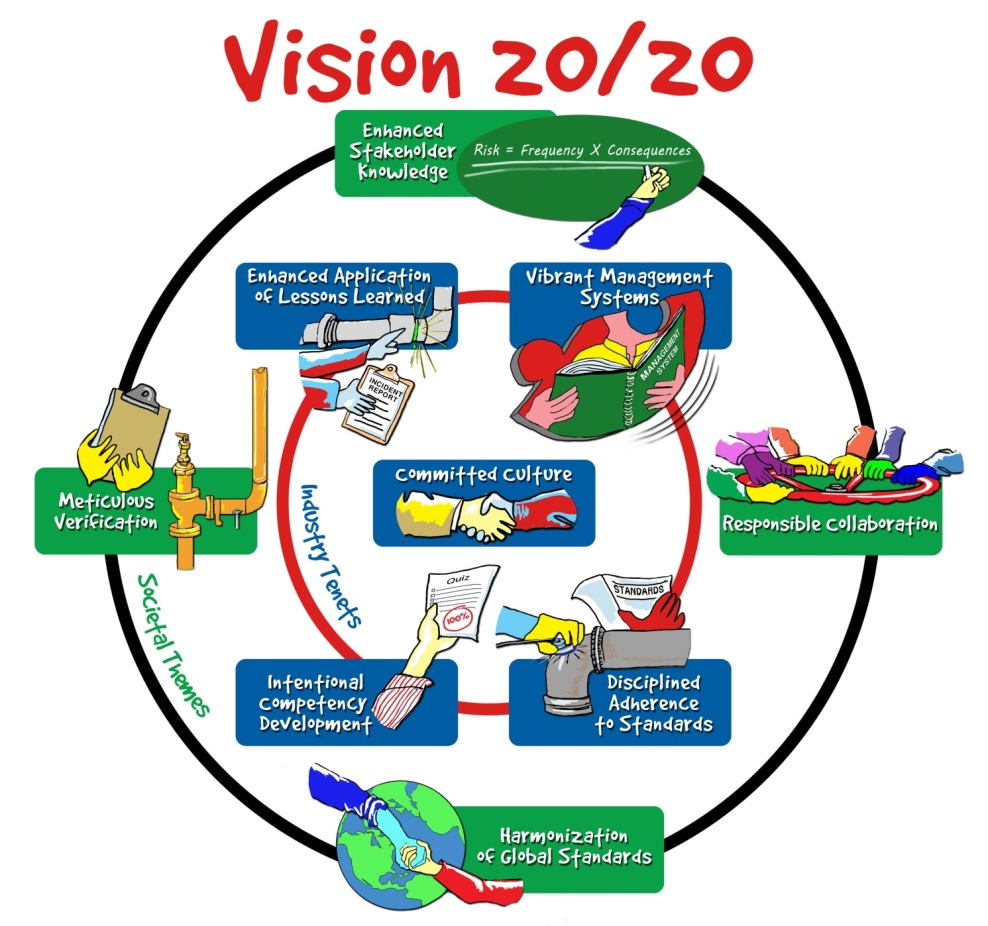 Vision 20/20
Enhanced
Stakeholder
Knowledge
Risk = Frequency X Consequences
Enhanced Application
of Lessons Learned
INCIDENT
REPORT
Vibrant Management
Systems
MANAGEMENT
SYSTEM
Meticulous
Verification
Committed Culture
Responsible Collaboration
Industry Tenets
Societal Themes
Quiz
100%
Intentional
Competency
Development
STANDARDS
Disciplined
Adherence
to Standards
Harmonization
of Global Standards